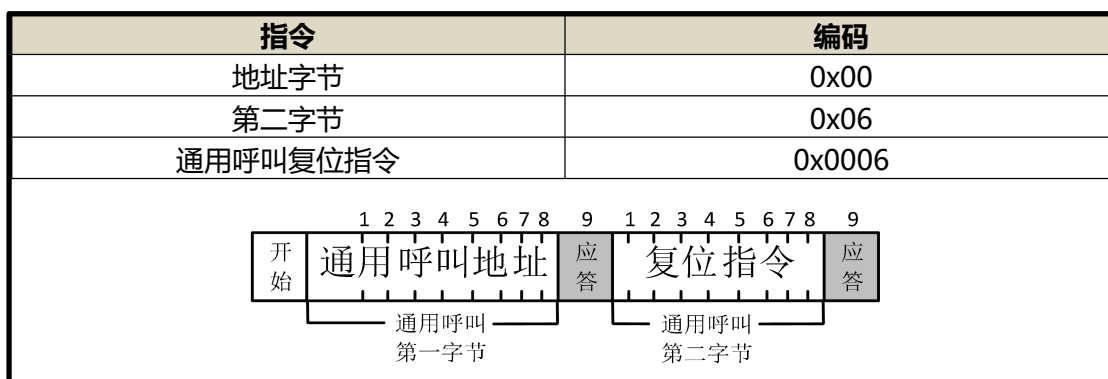 指令 编码
地址字节 0x00
第二字节 0x06
通用呼叫复位指令 0x0006
1 2 3 4 5 6 7 8 9 1 2 3 4 5 6 7 8 9
开始 通用呼叫地址 应答 复位指令 应答
通用呼叫 通用呼叫
第一字节 第二字节